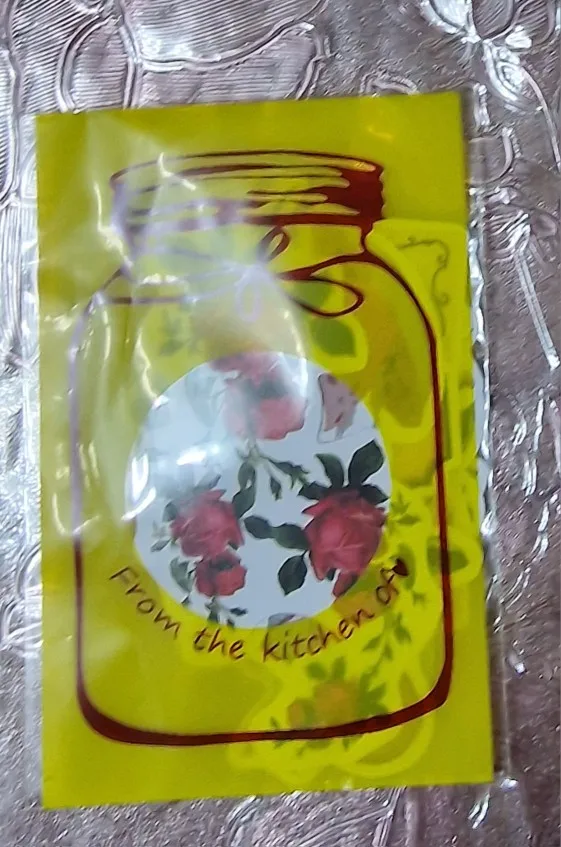 From the kitchen of♥